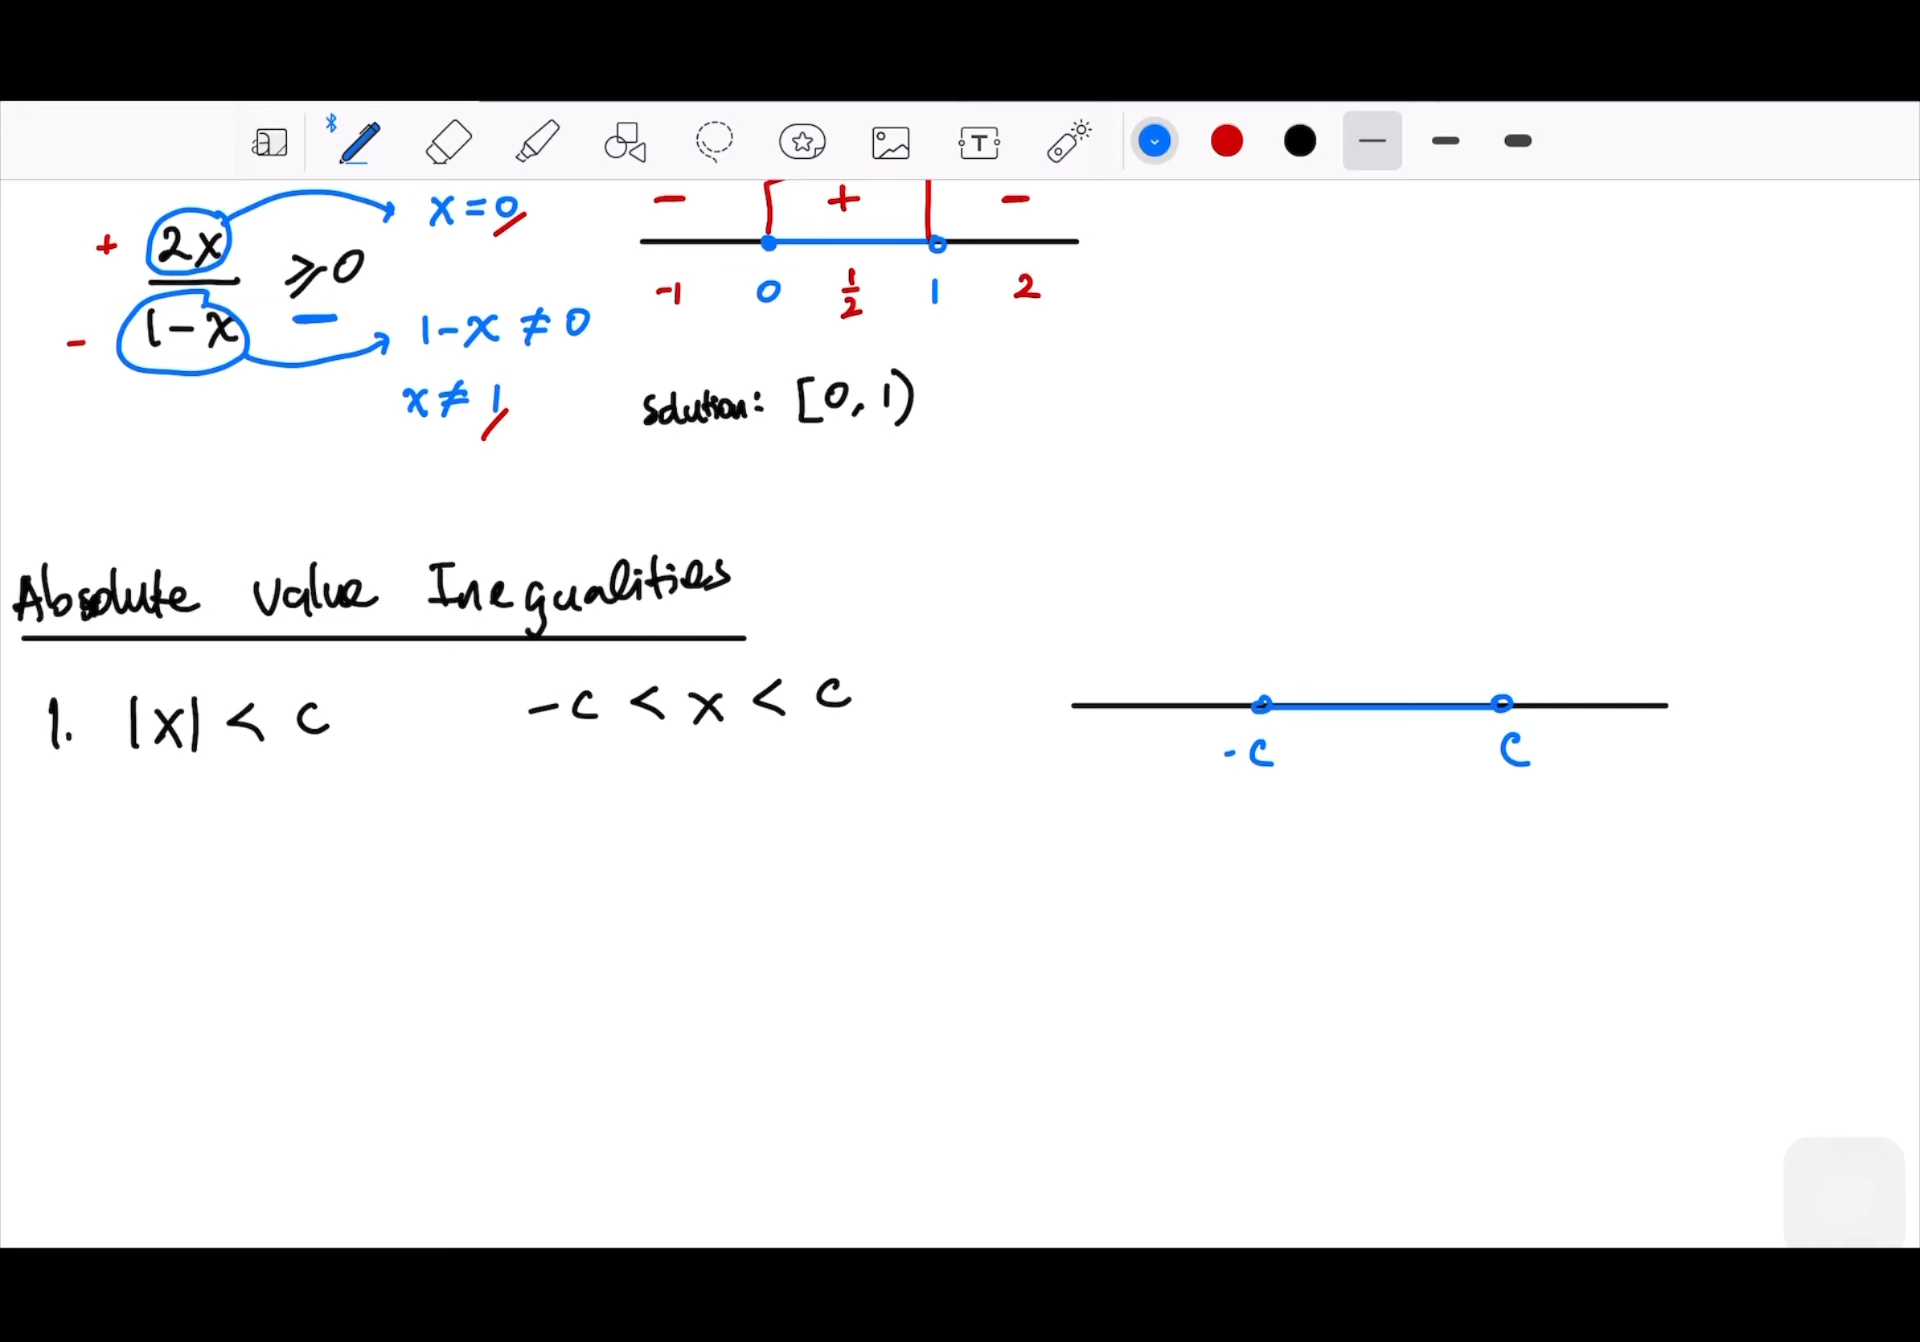 + 2x / 1-x ≥ 0
-
x = 0
1-x ≠ 0
x ≠ 1
- + -
-1 0 1/2 1 2
solution: [0, 1)
Absolute value Inequalities
1. |x| < c -c < x < c
-c c